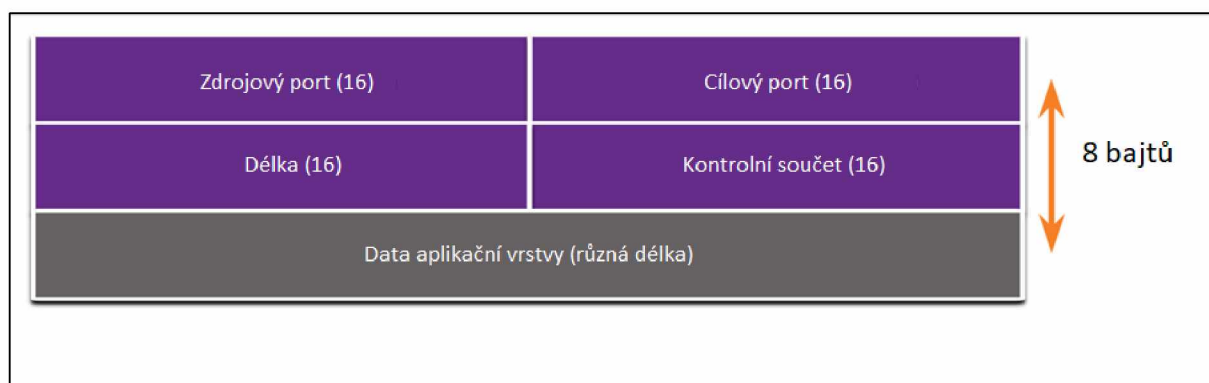 Zdrojový port (16)
Cílový port (16)
Délka (16)
Kontrolní součet (16)
8 bajtů
Data aplikační vrstvy (různá délka)